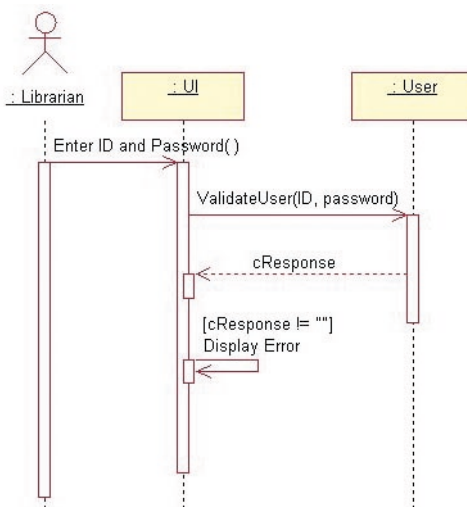 : Librarian
: UI
: User
Enter ID and Password( )
ValidateUser(ID, password)
cResponse
[cResponse != ""]
Display Error